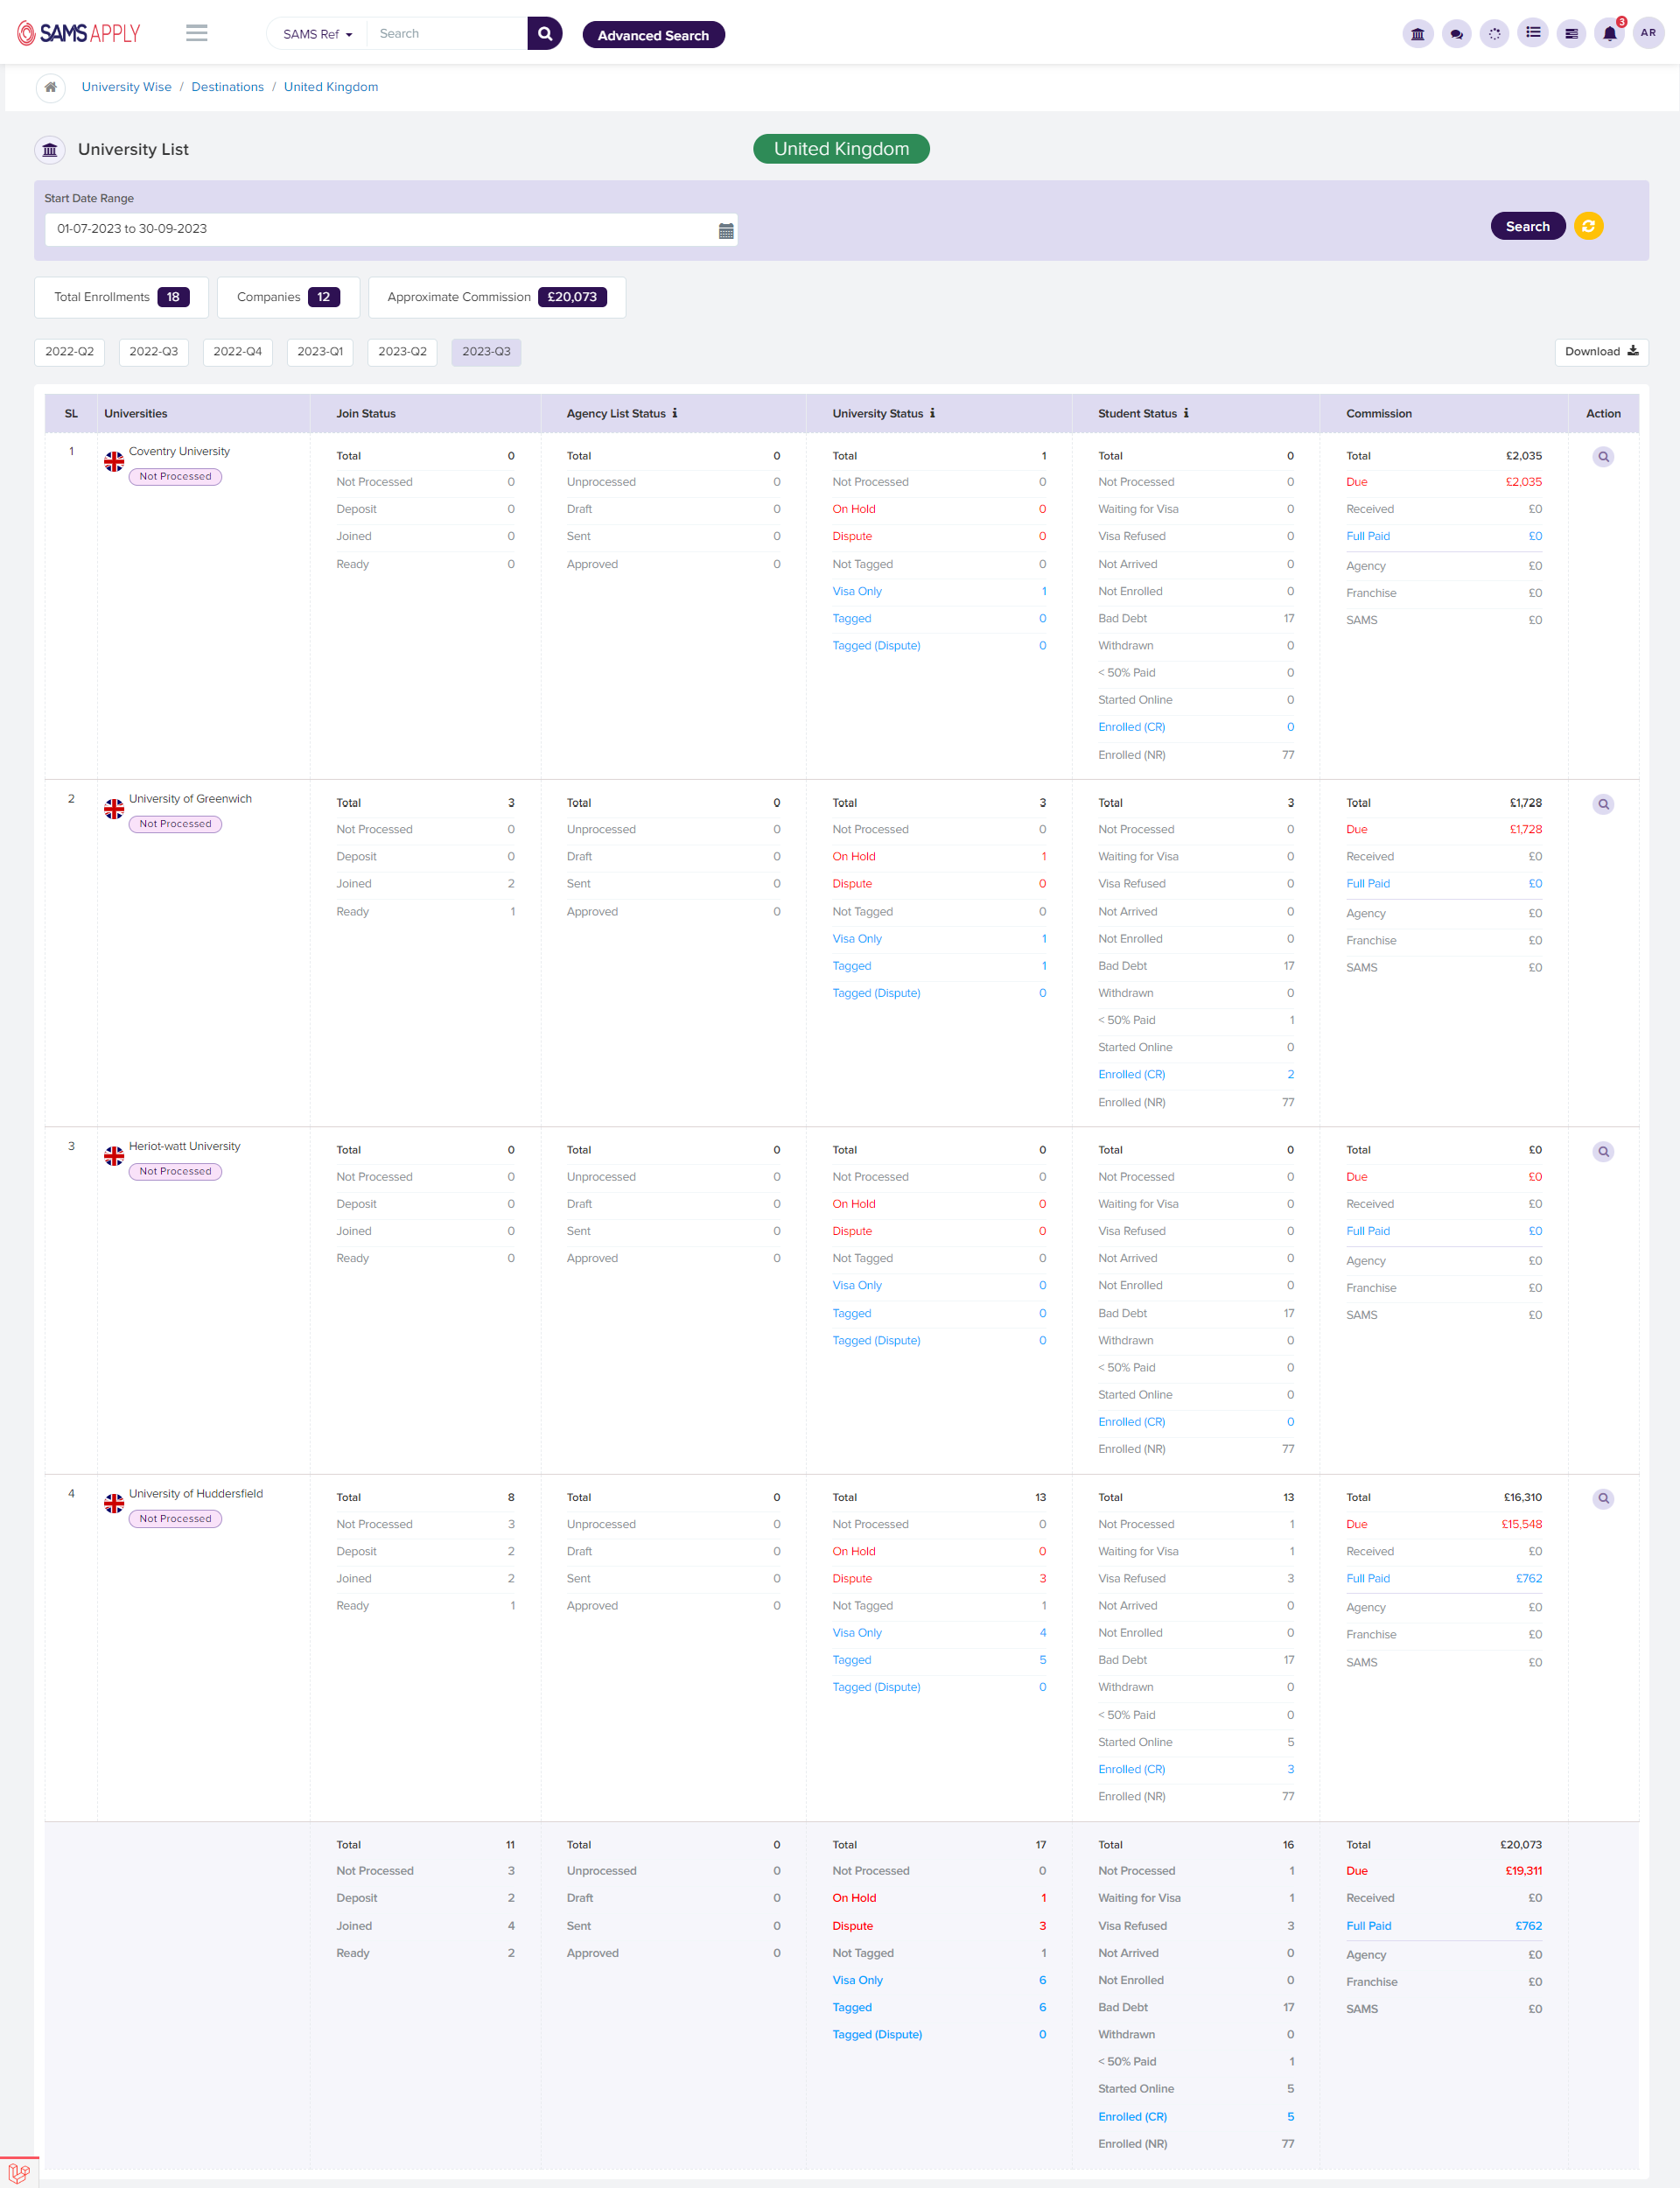 SAMS APPLY
SAMS Ref
Search
Advanced Search
3
AR
University Wise / Destinations / United Kingdom
University List
United Kingdom
Start Date Range
01-07-2023 to 30-09-2023
Search
Total Enrollments 18
Companies 12
Approximate Commission £20,073
2022-Q2 2022-Q3 2022-Q4 2023-Q1 2023-Q2 2023-Q3
Download
SL Universities Join Status Agency List Status University Status Student Status Commission Action
1 Coventry University
Not Processed
Total 0
Not Processed 0
Deposit 0
Joined 0
Ready 0
Total 0
Unprocessed 0
Draft 0
Sent 0
Approved 0
Total 1
Not Processed 0
On Hold 0
Dispute 0
Not Tagged 0
Visa Only 1
Tagged 0
Tagged (Dispute) 0
Total 0
Not Processed 0
Waiting for Visa 0
Visa Refused 0
Not Arrived 0
Not Enrolled 0
Bad Debt 17
Withdrawn 0
< 50% Paid 0
Started Online 0
Enrolled (CR) 0
Enrolled (NR) 77
Total £2,035
Due £2,035
Received £0
Full Paid £0
Agency £0
Franchise £0
SAMS £0
2 University of Greenwich
Not Processed
Total 3
Not Processed 0
Deposit 0
Joined 2
Ready 1
Total 0
Unprocessed 0
Draft 0
Sent 0
Approved 0
Total 3
Not Processed 0
On Hold 1
Dispute 0
Not Tagged 0
Visa Only 1
Tagged 1
Tagged (Dispute) 0
Total 3
Not Processed 0
Waiting for Visa 0
Visa Refused 0
Not Arrived 0
Not Enrolled 0
Bad Debt 17
Withdrawn 0
< 50% Paid 1
Started Online 0
Enrolled (CR) 2
Enrolled (NR) 77
Total £1,728
Due £1,728
Received £0
Full Paid £0
Agency £0
Franchise £0
SAMS £0
3 Heriot-watt University
Not Processed
Total 0
Not Processed 0
Deposit 0
Joined 0
Ready 0
Total 0
Unprocessed 0
Draft 0
Sent 0
Approved 0
Total 0
Not Processed 0
On Hold 0
Dispute 0
Not Tagged 0
Visa Only 0
Tagged 0
Tagged (Dispute) 0
Total 0
Not Processed 0
Waiting for Visa 0
Visa Refused 0
Not Arrived 0
Not Enrolled 0
Bad Debt 17
Withdrawn 0
< 50% Paid 0
Started Online 0
Enrolled (CR) 0
Enrolled (NR) 77
Total £0
Due £0
Received £0
Full Paid £0
Agency £0
Franchise £0
SAMS £0
4 University of Huddersfield
Not Processed
Total 8
Not Processed 3
Deposit 2
Joined 2
Ready 1
Total 0
Unprocessed 0
Draft 0
Sent 0
Approved 0
Total 13
Not Processed 0
On Hold 0
Dispute 3
Not Tagged 1
Visa Only 4
Tagged 5
Tagged (Dispute) 0
Total 13
Not Processed 1
Waiting for Visa 1
Visa Refused 3
Not Arrived 0
Not Enrolled 0
Bad Debt 17
Withdrawn 0
< 50% Paid 0
Started Online 5
Enrolled (CR) 3
Enrolled (NR) 77
Total £16,310
Due £15,548
Received £0
Full Paid £762
Agency £0
Franchise £0
SAMS £0
Total 11
Not Processed 3
Deposit 2
Joined 4
Ready 2
Total 0
Unprocessed 0
Draft 0
Sent 0
Approved 0
Total 17
Not Processed 0
On Hold 1
Dispute 3
Not Tagged 1
Visa Only 6
Tagged 6
Tagged (Dispute) 0
Total 16
Not Processed 1
Waiting for Visa 1
Visa Refused 3
Not Arrived 0
Not Enrolled 0
Bad Debt 17
Withdrawn 0
< 50% Paid 1
Started Online 5
Enrolled (CR) 5
Enrolled (NR) 77
Total £20,073
Due £19,311
Received £0
Full Paid £762
Agency £0
Franchise £0
SAMS £0